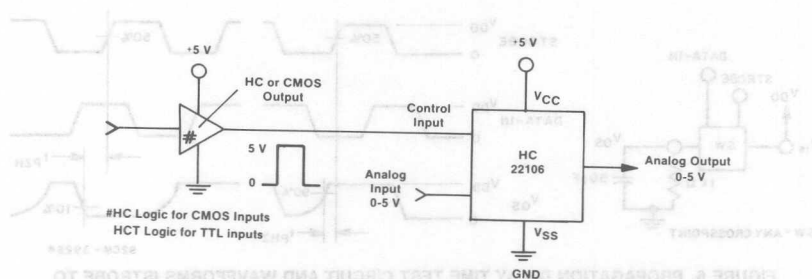 +5 V
HC or CMOS
Output
#
5 V
0
#HC Logic for CMOS Inputs
HCT Logic for TTL inputs
+5 V
VCC
Control
Input
HC
22106
Analog
Input
0-5 V
Analog Output
0-5 V
VSS
GND